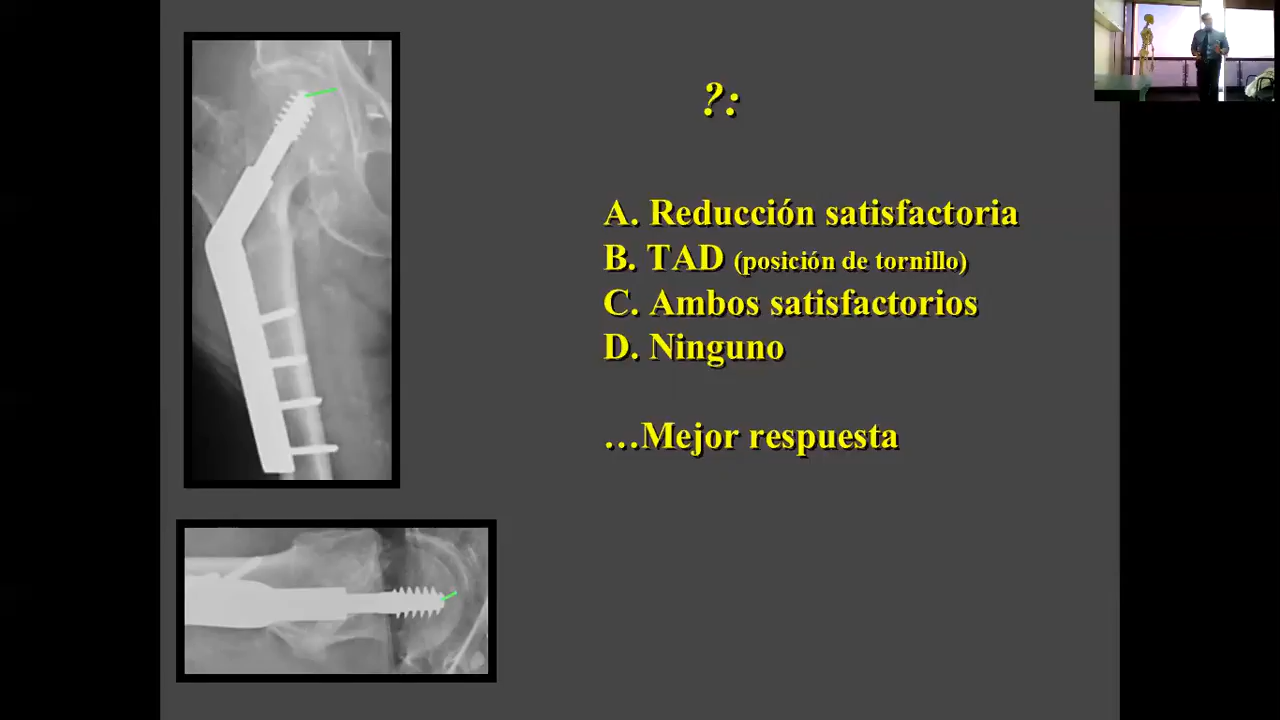 ?:
A. Reducción satisfactoria
B. TAD (posición de tornillo)
C. Ambos satisfactorios
D. Ninguno
…Mejor respuesta